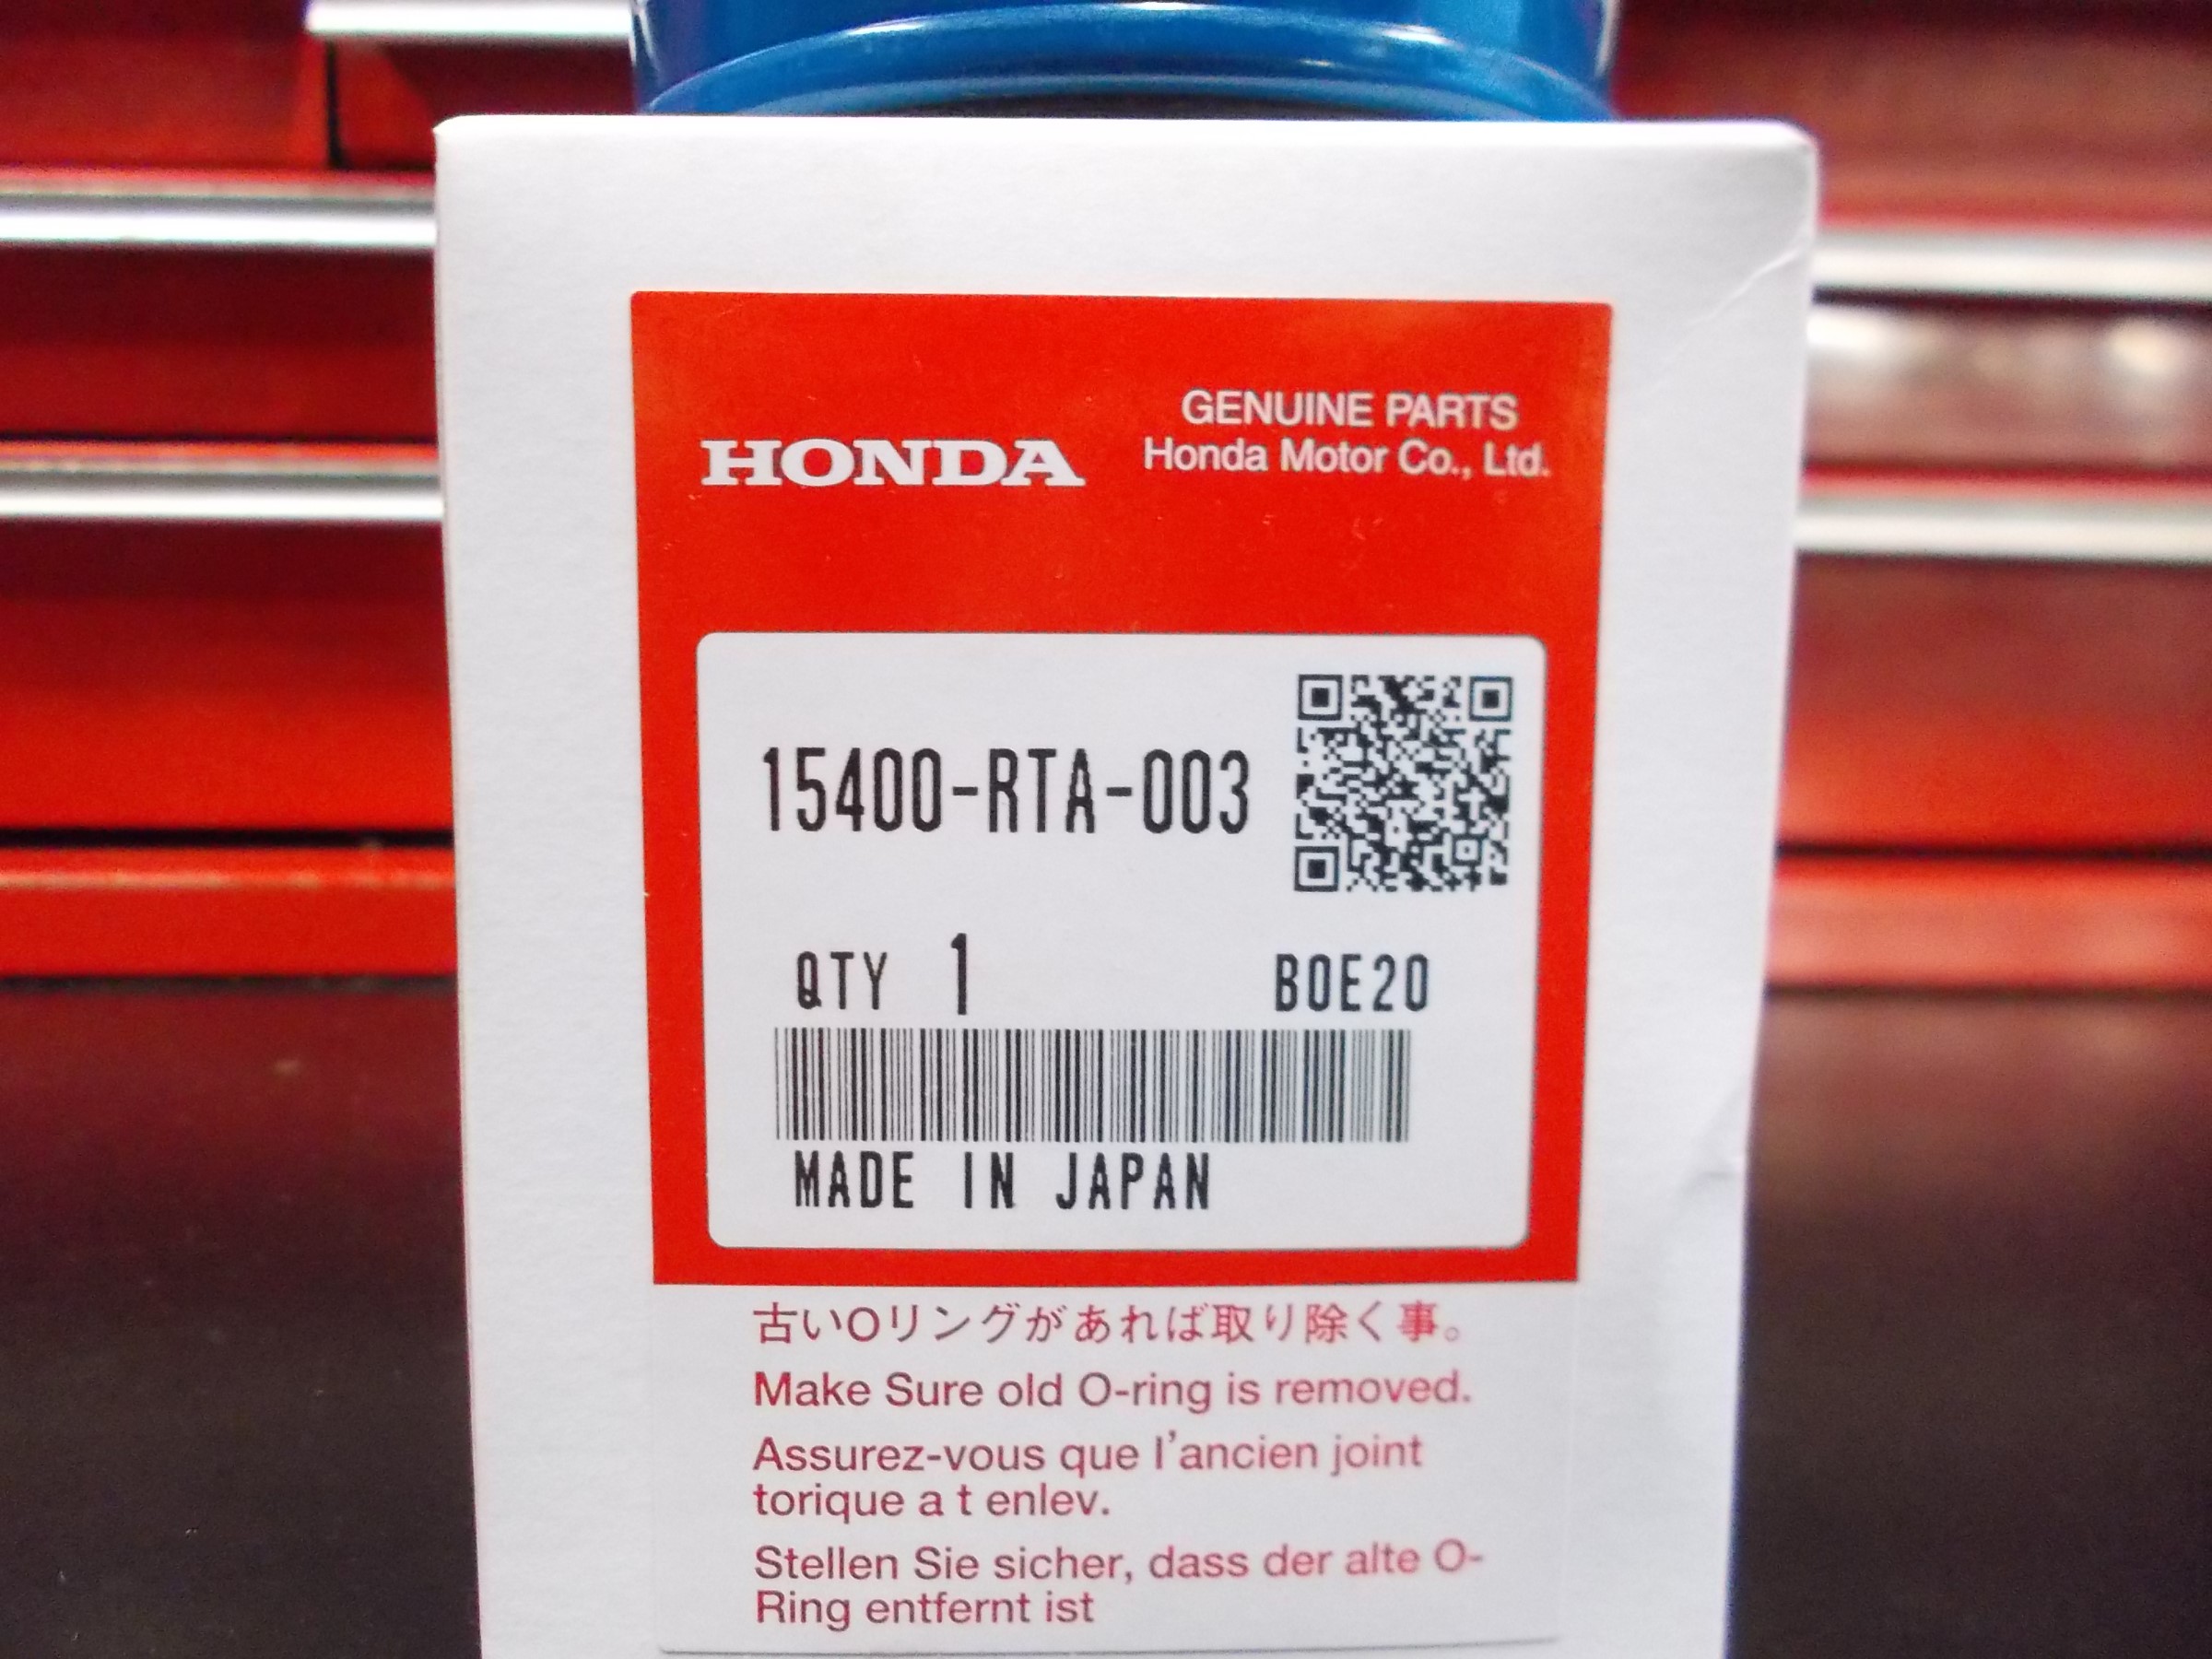 HONDA
GENUINE PARTS
Honda Motor Co., Ltd.
15400-RTA-003
QTY 1 B0E20
MADE IN JAPAN
古いOリングがあれば取り除く事。
Make Sure old O-ring is removed.
Assurez-vous que l'ancien joint
torique a t enlev.
Stellen Sie sicher, dass der alte O-
Ring entfernt ist